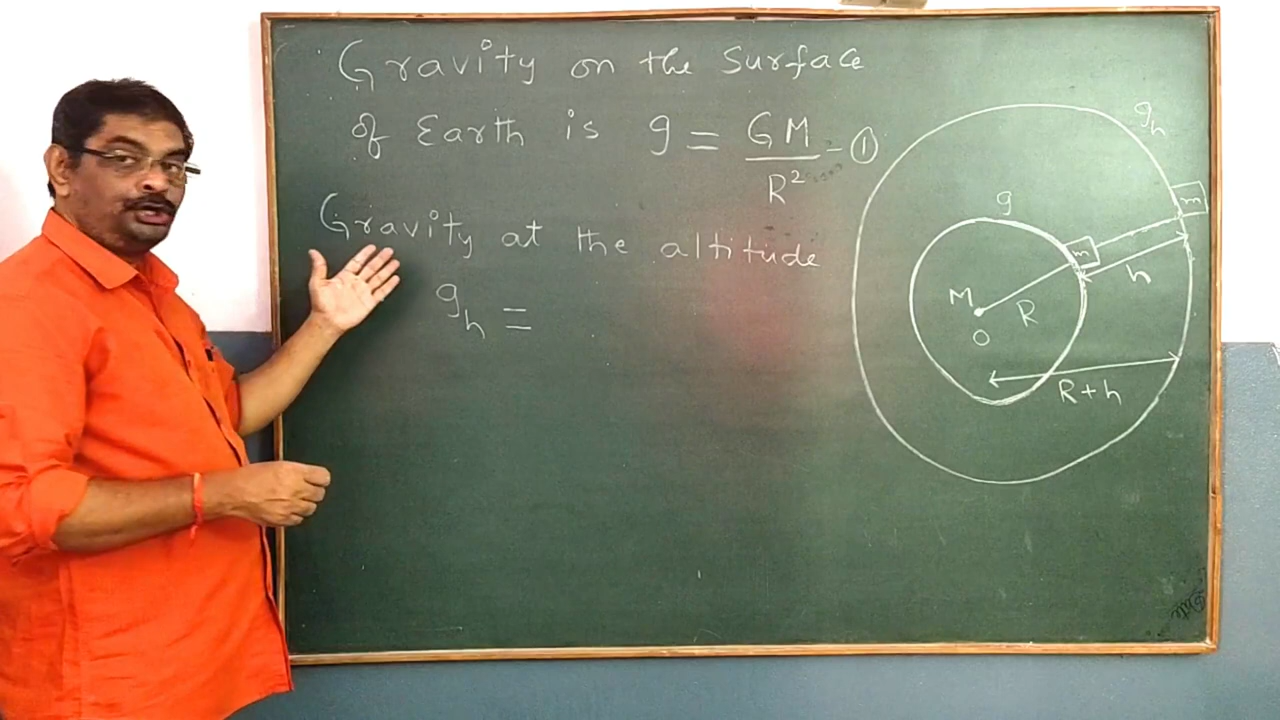 Gravity on the surface
of Earth is g = GM/R² - ①
Gravity at the altitude
g_h =
g_h
m
g
m
h
M
R
O
R+h